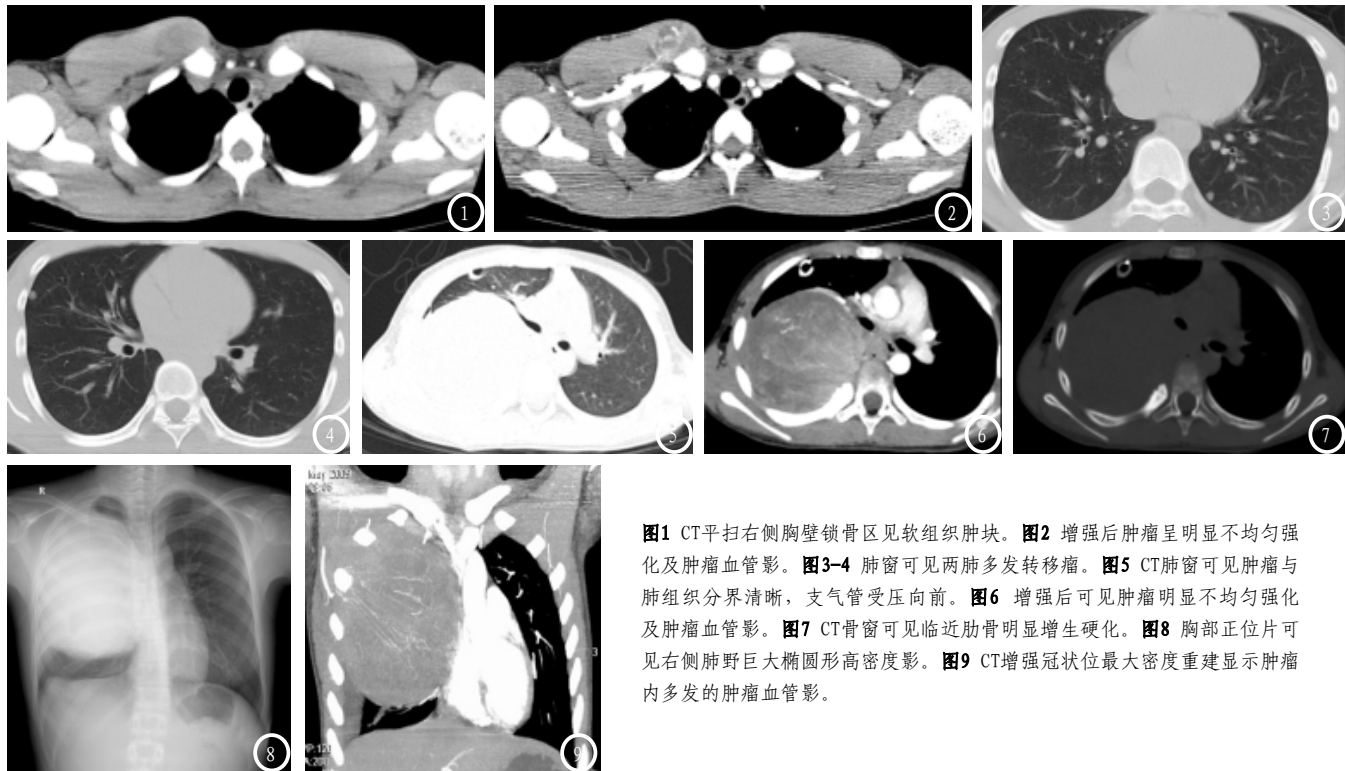 1
2
3
4
5
6
7
R
8
May 2009
9
图1 CT平扫右侧胸壁锁骨区见软组织肿块。图2 增强后肿瘤呈明显不均匀强
化及肿瘤血管影。图3-4 肺窗可见两肺多发转移瘤。图5 CT肺窗可见肿瘤与
肺组织分界清晰，支气管受压向前。图6 增强后可见肿瘤明显不均匀强化
及肿瘤血管影。图7 CT骨窗可见临近肋骨明显增生硬化。图8 胸部正位片可
见右侧肺野巨大椭圆形高密度影。图9 CT增强冠状位最大密度重建显示肿瘤
内多发的肿瘤血管影。